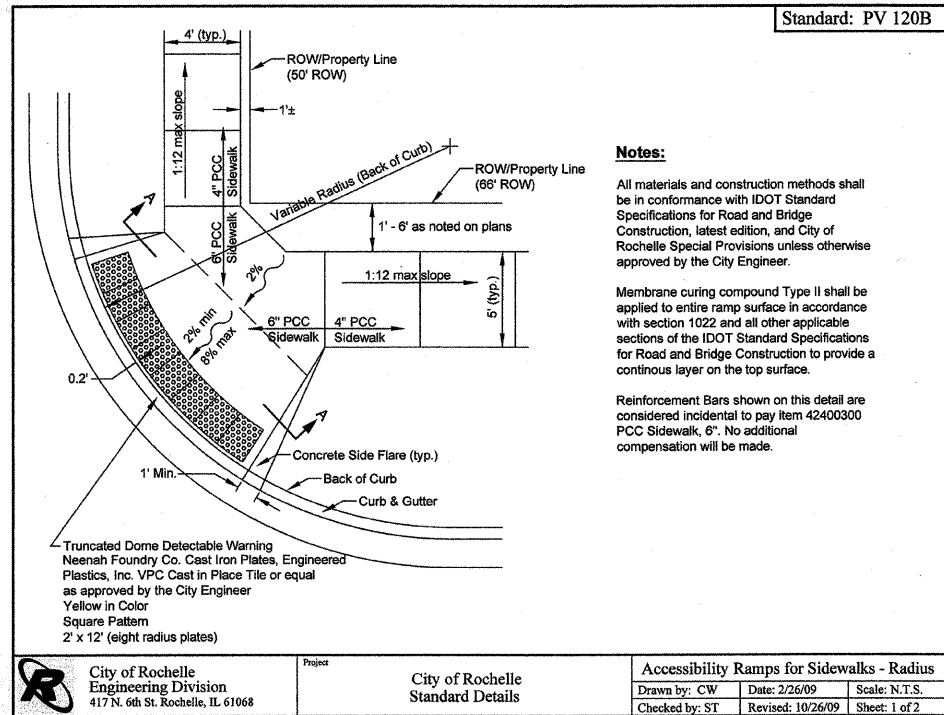 Standard: PV 120B
4' (typ.)
ROW/Property Line
(50' ROW)
1'±
1:12 max slope
4" PCC
Sidewalk
6" PCC
Sidewalk
Variable Radius (Back of Curb)
ROW/Property Line
(66' ROW)
1' - 6' as noted on plans
A
2%
1:12 max slope
5' (typ.)
6" PCC
Sidewalk
4" PCC
Sidewalk
2% min
8% max
0.2'
A
Concrete Side Flare (typ.)
1' Min.
Back of Curb
Curb & Gutter
Truncated Dome Detectable Warning
Neenah Foundry Co. Cast Iron Plates, Engineered
Plastics, Inc. VPC Cast in Place Tile or equal
as approved by the City Engineer
Yellow in Color
Square Pattern
2' x 12' (eight radius plates)
Notes:
All materials and construction methods shall
be in conformance with IDOT Standard
Specifications for Road and Bridge
Construction, latest edition, and City of
Rochelle Special Provisions unless otherwise
approved by the City Engineer.
Membrane curing compound Type II shall be
applied to entire ramp surface in accordance
with section 1022 and all other applicable
sections of the IDOT Standard Specifications
for Road and Bridge Construction to provide a
continous layer on the top surface.
Reinforcement Bars shown on this detail are
considered incidental to pay item 42400300
PCC Sidewalk, 6". No additional
compensation will be made.
R
City of Rochelle
Engineering Division
417 N. 6th St. Rochelle, IL 61068
Project
City of Rochelle
Standard Details
Accessibility Ramps for Sidewalks - Radius
Drawn by: CW
Date: 2/26/09
Scale: N.T.S.
Checked by: ST
Revised: 10/26/09
Sheet: 1 of 2